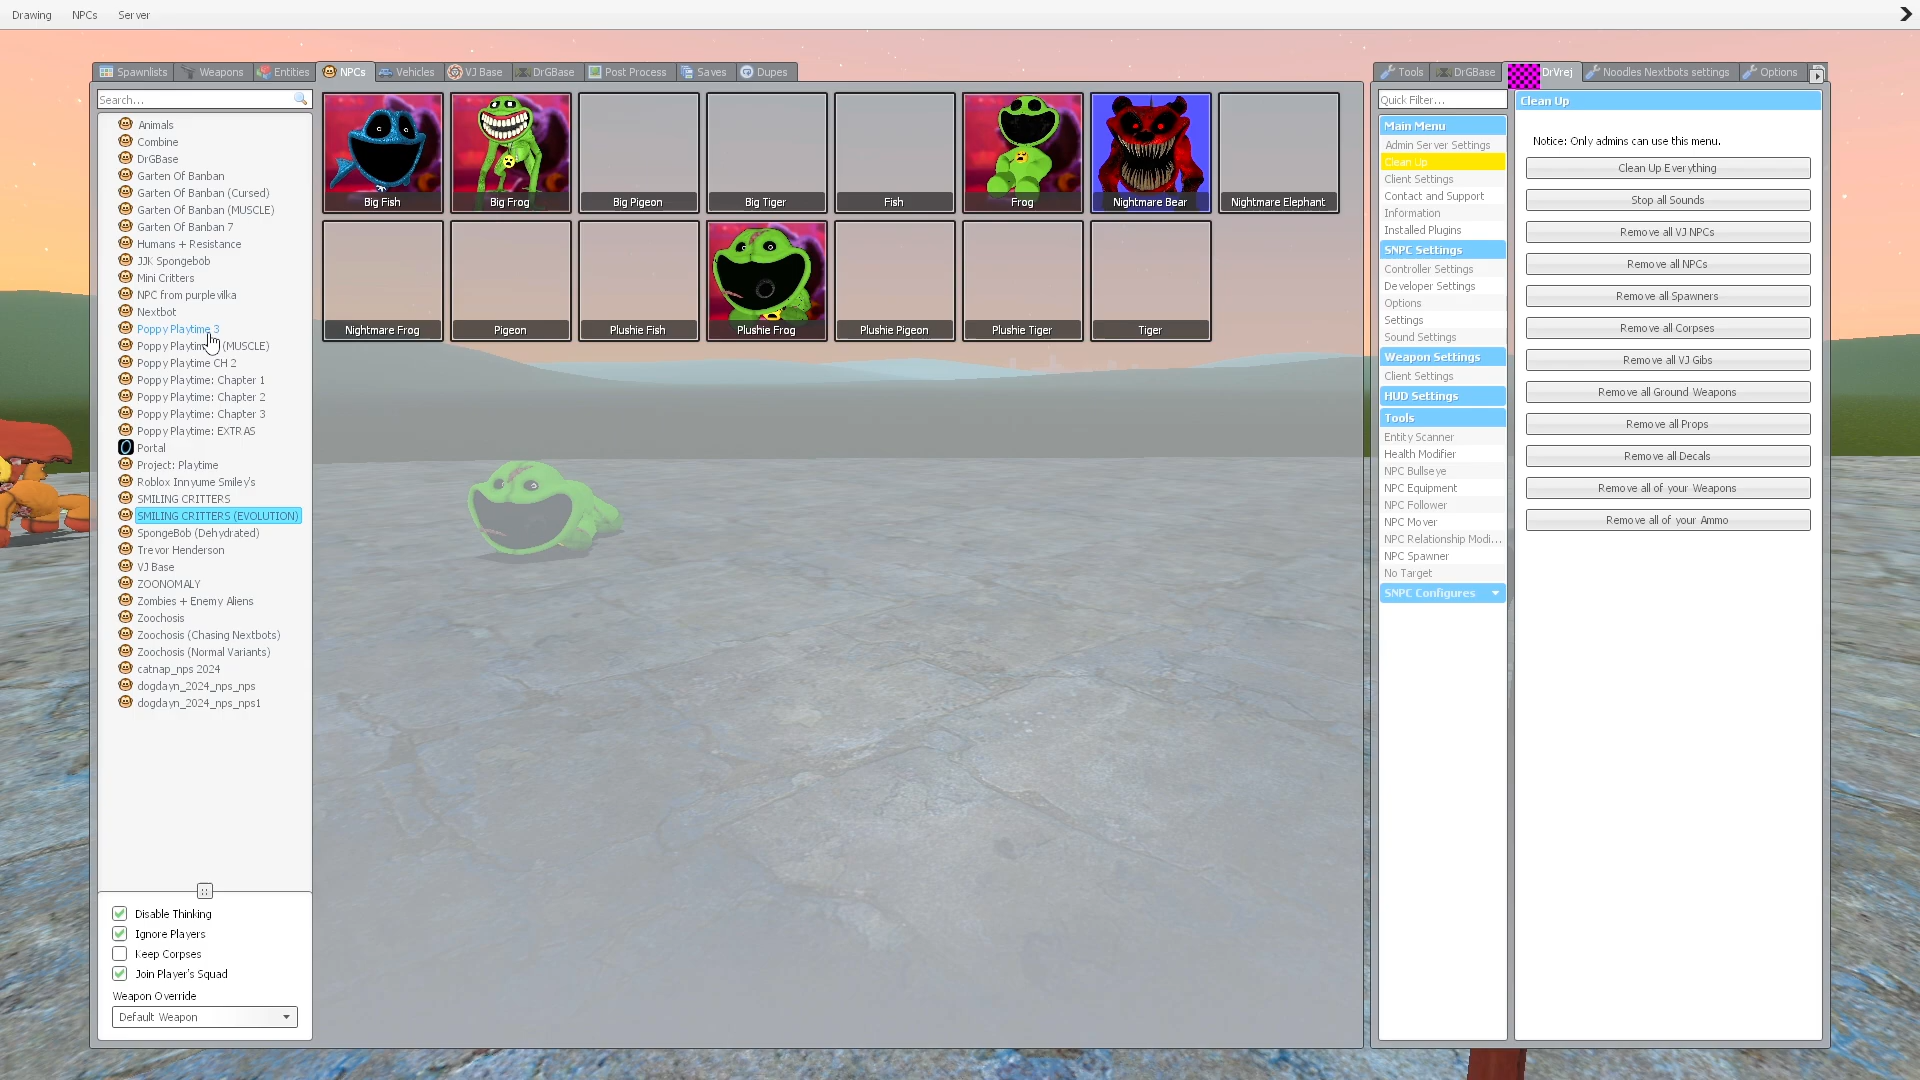 Drawing NPCs Server
Spawnlists Weapons Entities NPCs Vehicles VJ Base DrGBase Post Process Saves Dupes
Search...
Animals
Combine
DrGBase
Garten Of Banban
Garten Of Banban (Cursed)
Garten Of Banban (MUSCLE)
Garten Of Banban 7
Humans + Resistance
JJK Spongebob
Mini Critters
NPC from purplevilka
Nextbot
Poppy Playtime 3
Poppy Playtime (MUSCLE)
Poppy Playtime CH 2
Poppy Playtime: Chapter 1
Poppy Playtime: Chapter 2
Poppy Playtime: Chapter 3
Poppy Playtime: EXTRAS
Portal
Project: Playtime
Roblox Innyume Smiley's
SMILING CRITTERS
SMILING CRITTERS (EVOLUTION)
SpongeBob (Dehydrated)
Trevor Henderson
VJ Base
ZOONOMALY
Zombies + Enemy Aliens
Zoochosis
Zoochosis (Chasing Nextbots)
Zoochosis (Normal Variants)
catnap_nps 2024
dogdayn_2024_nps_nps
dogdayn_2024_nps_nps1
Disable Thinking
Ignore Players
Keep Corpses
Join Player's Squad
Weapon Override
Default Weapon
Big Fish Big Frog Big Pigeon Big Tiger Fish Frog Nightmare Bear Nightmare Elephant
Nightmare Frog Pigeon Plushie Fish Plushie Frog Plushie Pigeon Plushie Tiger Tiger
Tools DrGBase DrVrej Noodles Nextbots settings Options
Quick Filter...
Main Menu
Admin Server Settings
Clean Up
Client Settings
Contact and Support
Information
Installed Plugins
SNPC Settings
Controller Settings
Developer Settings
Options
Settings
Sound Settings
Weapon Settings
Client Settings
HUD Settings
Tools
Entity Scanner
Health Modifier
NPC Bullseye
NPC Equipment
NPC Follower
NPC Mover
NPC Relationship Modi...
NPC Spawner
No Target
SNPC Configures
Clean Up
Notice: Only admins can use this menu.
Clean Up Everything
Stop all Sounds
Remove all VJ NPCs
Remove all NPCs
Remove all Spawners
Remove all Corpses
Remove all VJ Gibs
Remove all Ground Weapons
Remove all Props
Remove all Decals
Remove all of your Weapons
Remove all of your Ammo